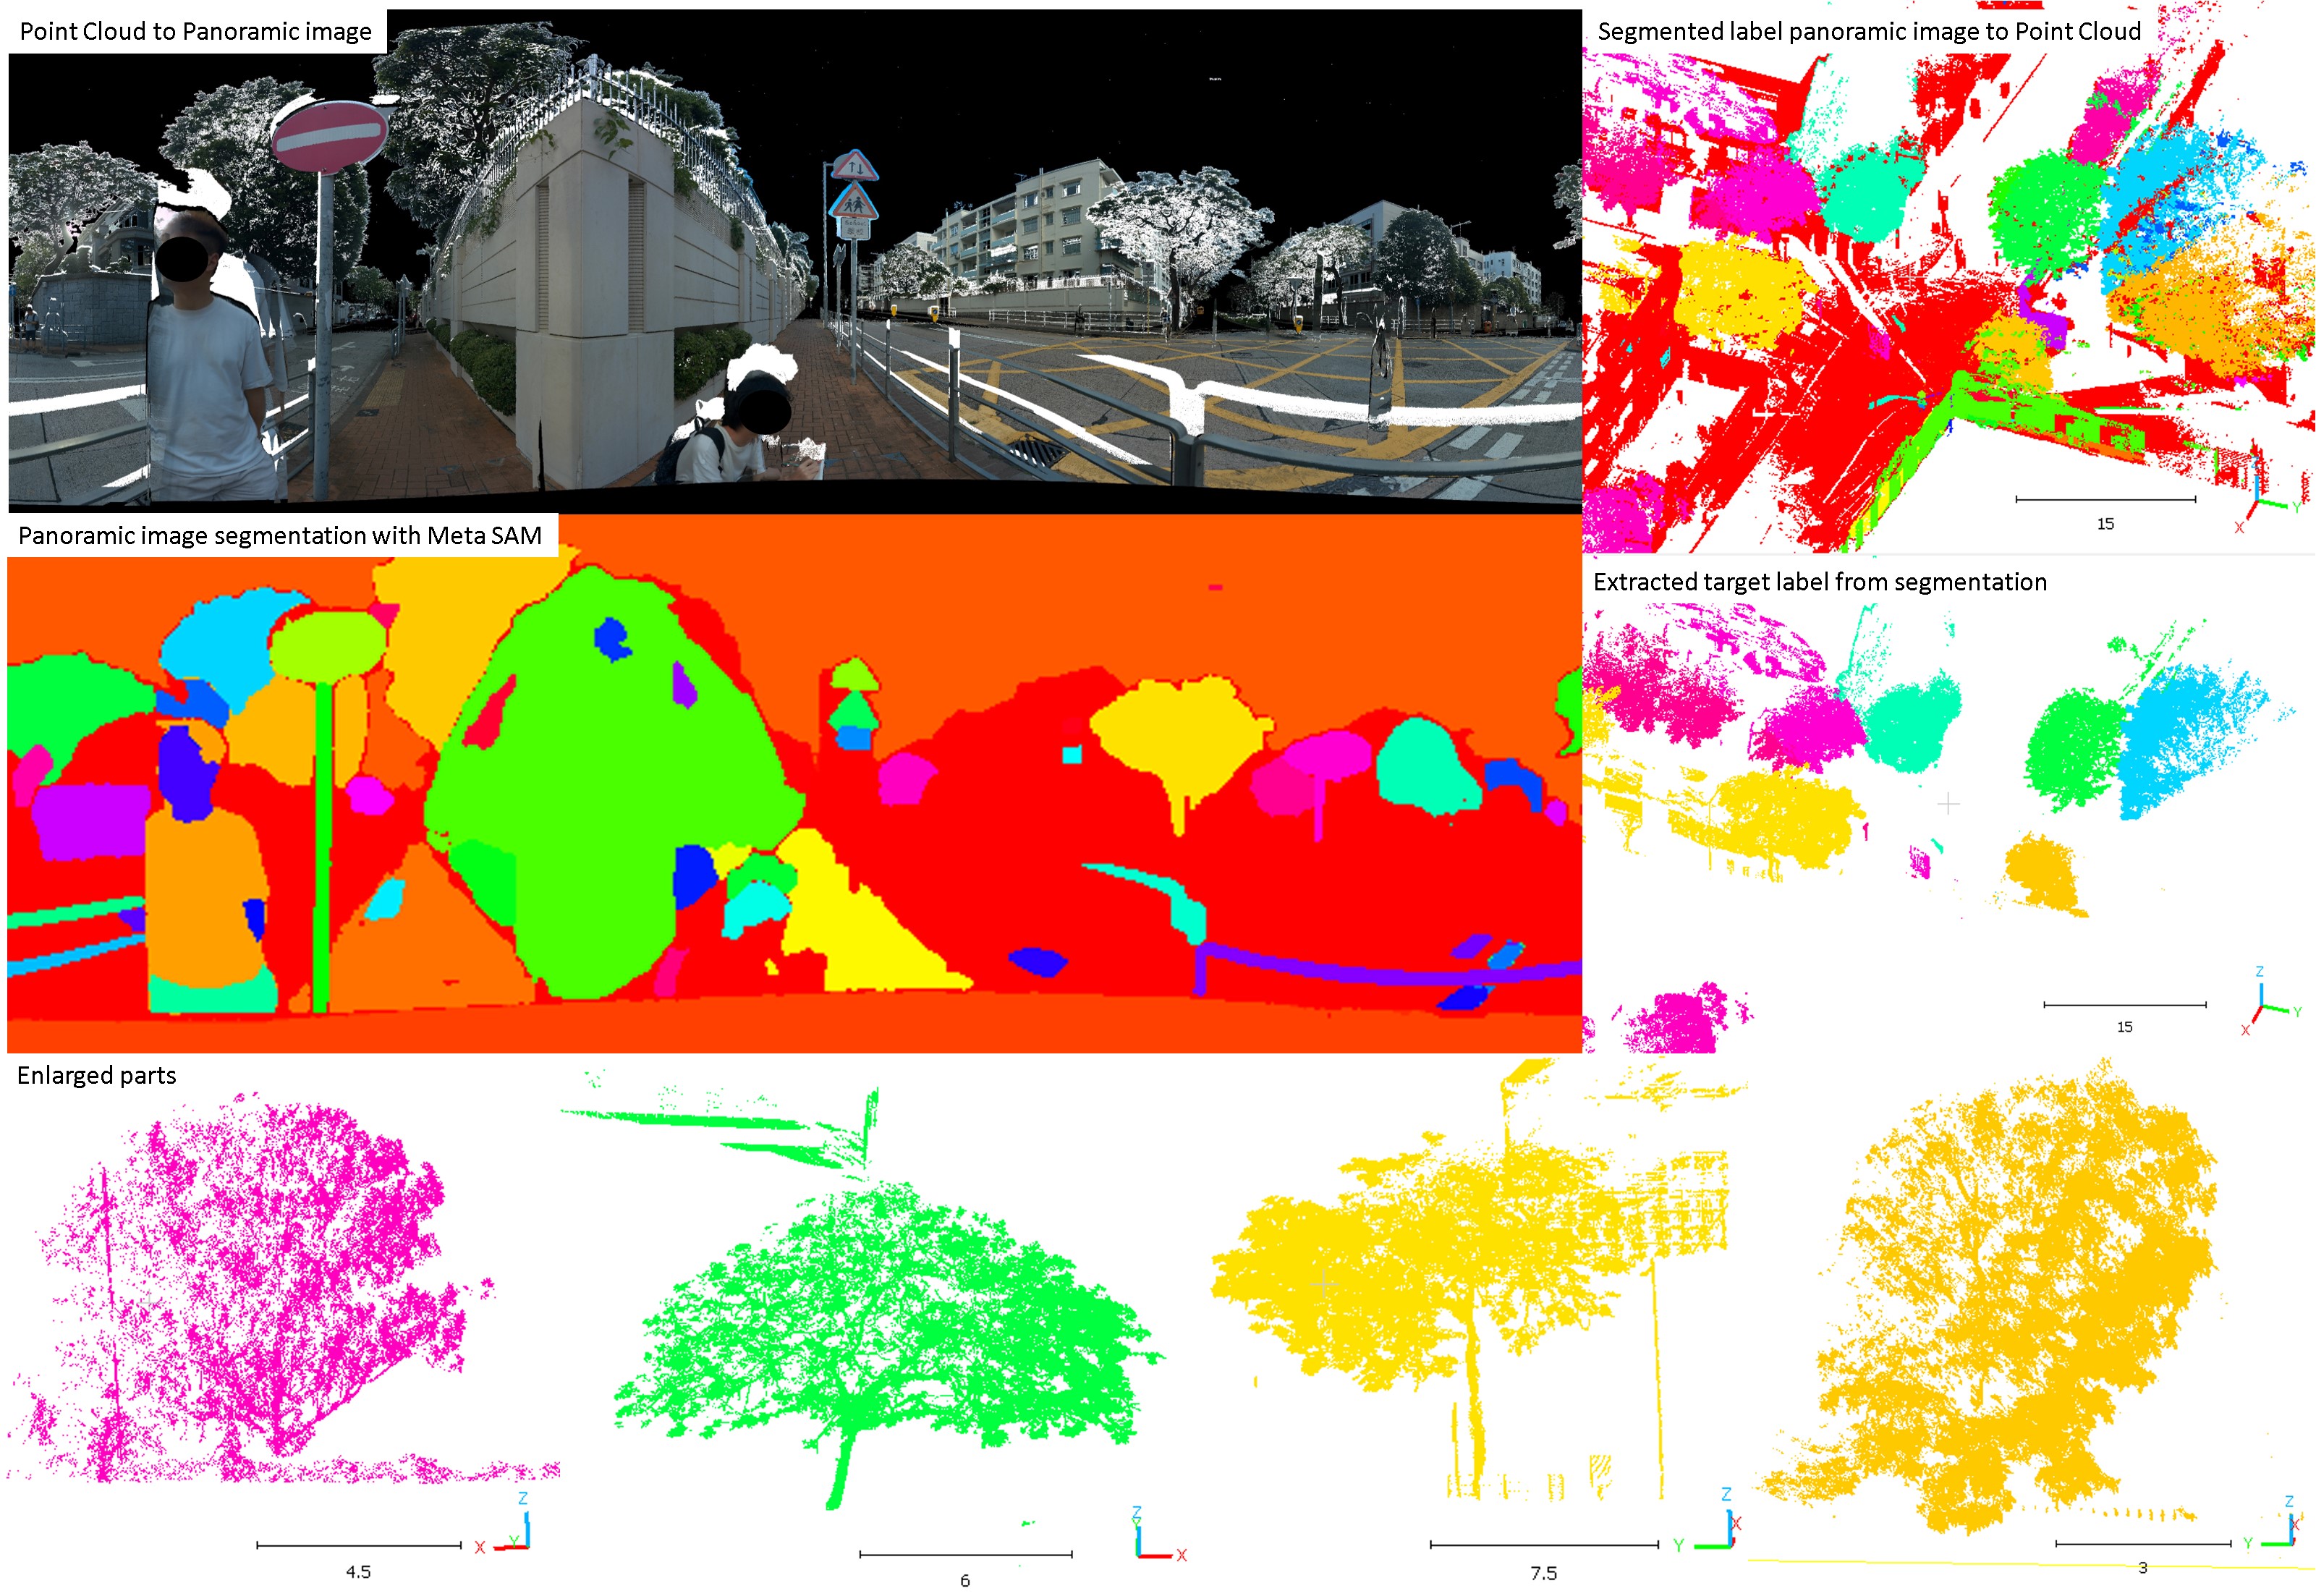 Point Cloud to Panoramic image
Segmented label panoramic image to Point Cloud
15
X
Y
Panoramic image segmentation with Meta SAM
Extracted target label from segmentation
Z
Y
X
15
Enlarged parts
Z
Y
X
4.5
Z
Y
X
6
Z
X
Y
7.5
Z
X
Y
3